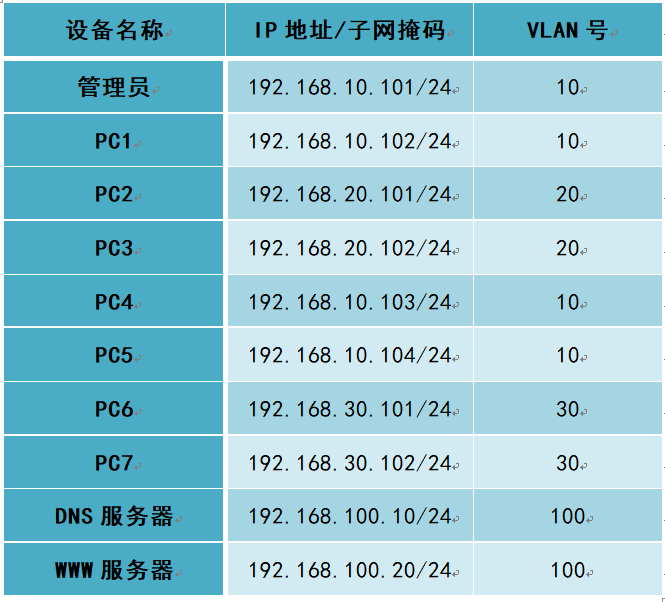 设备名称 IP 地址/子网掩码 VLAN 号
管理员 192.168.10.101/24 10
PC1 192.168.10.102/24 10
PC2 192.168.20.101/24 20
PC3 192.168.20.102/24 20
PC4 192.168.10.103/24 10
PC5 192.168.10.104/24 10
PC6 192.168.30.101/24 30
PC7 192.168.30.102/24 30
DNS 服务器 192.168.100.10/24 100
WWW 服务器 192.168.100.20/24 100